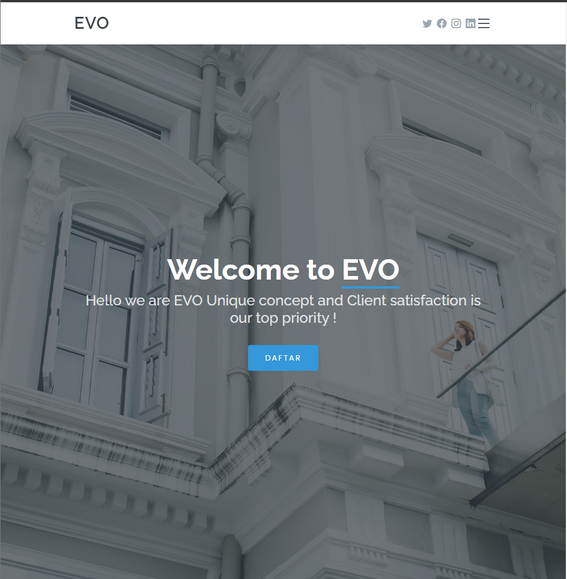 EVO
Welcome to EVO
Hello we are EVO Unique concept and Client satisfaction is
our top priority !
DAFTAR